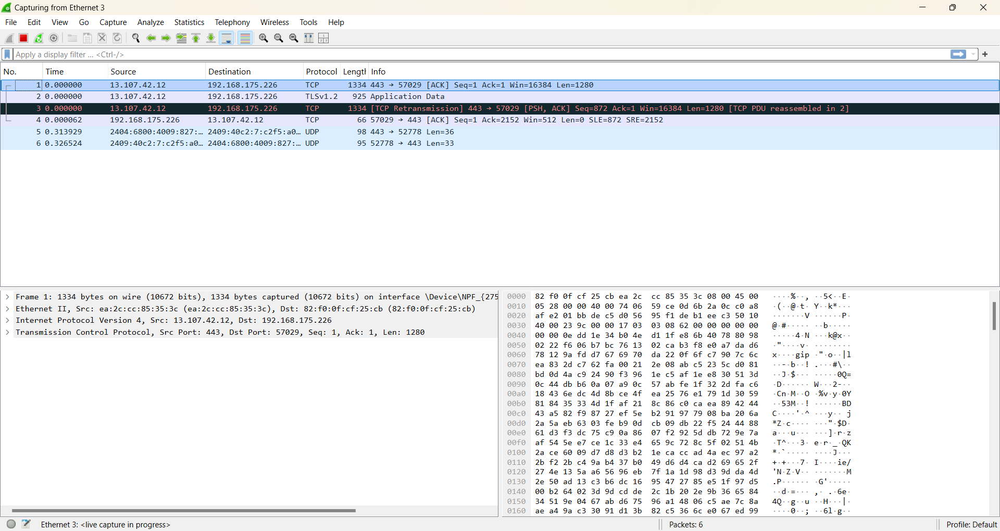 Capturing from Ethernet 3
File Edit View Go Capture Analyze Statistics Telephony Wireless Tools Help
Apply a display filter ... <Ctrl-/>
No. Time Source Destination Protocol Length Info
1 0.000000 13.107.42.12 192.168.175.226 TCP 1334 443 → 57029 [ACK] Seq=1 Ack=1 Win=16384 Len=1280
2 0.000000 13.107.42.12 192.168.175.226 TLSv1.2 925 Application Data
3 0.000000 13.107.42.12 192.168.175.226 TCP 1334 [TCP Retransmission] 443 → 57029 [PSH, ACK] Seq=872 Ack=1 Win=16384 Len=1280 [TCP PDU reassembled in 2]
4 0.000062 192.168.175.226 13.107.42.12 TCP 66 57029 → 443 [ACK] Seq=1 Ack=2152 Win=512 Len=0 SLE=872 SRE=2152
5 0.313929 2404:6800:4009:827:… 2409:40c2:7:c2f5:a0… UDP 98 443 → 52778 Len=36
6 0.326524 2409:40c2:7:c2f5:a0… 2404:6800:4009:827:… UDP 95 52778 → 443 Len=33
Frame 1: 1334 bytes on wire (10672 bits), 1334 bytes captured (10672 bits) on interface \Device\NPF_{275
Ethernet II, Src: ea:2c:cc:85:35:3c (ea:2c:cc:85:35:3c), Dst: 82:f0:0f:cf:25:cb (82:f0:0f:cf:25:cb)
Internet Protocol Version 4, Src: 13.107.42.12, Dst: 192.168.175.226
Transmission Control Protocol, Src Port: 443, Dst Port: 57029, Seq: 1, Ack: 1, Len: 1280
0000 82 f0 0f cf 25 cb ea 2c cc 85 35 3c 08 00 45 00 ····%··, ··5<··E·
0010 05 28 00 00 40 00 74 06 59 ce 0d 6b 2a 0c c0 a8 ·(··@·t· Y··k*···
0020 af e2 01 bb de c5 d0 56 95 f1 de b1 ee c3 50 10 ·······V ······P·
0030 40 00 23 9c 00 00 17 03 03 08 62 00 00 00 00 00 @·#····· ··b·····
0040 00 00 0e dd 1e 34 b0 4e d1 1f e8 6b 40 78 80 98 ·····4·N ···k@x··
0050 02 22 f6 06 b7 bc 76 13 02 ca b3 f8 e0 a7 da d6 ·"····v· ········
0060 78 12 9a fd d7 67 69 70 da 22 0f 6f c7 90 7c 6c x····gip ·"·o··|l
0070 ea 83 2d c7 62 fa 00 21 2e 08 ab c5 23 5c d0 81 ··-·b··! .···#\··
0080 bd 0d 4a c9 24 90 f3 96 1e c5 af 1e e8 30 51 3d ··J·$··· ·····0Q=
0090 0c 44 db b6 0a 07 a9 0c 57 ab fe 1f 32 2d fa c6 ·D······ W···2-··
00a0 18 43 6e dc 4d 8b ce 4f ea 25 76 e1 79 1d 30 59 ·Cn·M··O ·%v·y·0Y
00b0 81 84 35 33 4d 1f af 21 8c 86 c0 ca ea 89 42 44 ··53M··! ······BD
00c0 43 a5 82 f9 87 27 ef 5e b2 91 97 79 08 ba 20 6a C····'·^ ···y·· j
00d0 2a 5a eb 63 03 fe b9 0d cb 09 db 22 f5 24 44 88 *Z·c···· ···"·$D·
00e0 61 d3 f3 dc 75 c9 0a 86 07 f2 92 5d db 72 9e 7a a···u··· ···]·r·z
00f0 af 54 5e e7 ce 1c 33 e4 65 9c 72 8c 5f 02 51 4b ·T^···3· e·r·_·QK
0100 2a ce 60 09 d7 d8 d3 b2 1e ca cc ad 4a ec 97 a2 *·`····· ····J···
0110 2b f2 2b c4 9a b4 37 b0 49 d6 d4 ca d2 69 65 2f +·+···7· I····ie/
0120 27 4e 13 5a a6 56 96 eb 7f 1a 1d 98 d3 9d da 4d 'N·Z·V·· ·······M
0130 2e 50 ad 13 c3 b6 dc 16 95 47 27 85 e5 1f 97 d5 .P······ ·G'·····
0140 00 b2 64 02 3d 9d cd de 2c 1b 20 2e 9b 36 65 84 ··d·=··· ,· .·6e·
0150 34 51 9e 04 67 ab d6 75 96 a1 48 06 c5 ae 7c 8a 4Q··g··u ··H···|·
0160 ae a4 9a c3 30 91 d1 3b 82 c5 36 6c e0 67 ed 99 ····0··; ··6l·g··
Ethernet 3: <live capture in progress> Packets: 6 Profile: Default